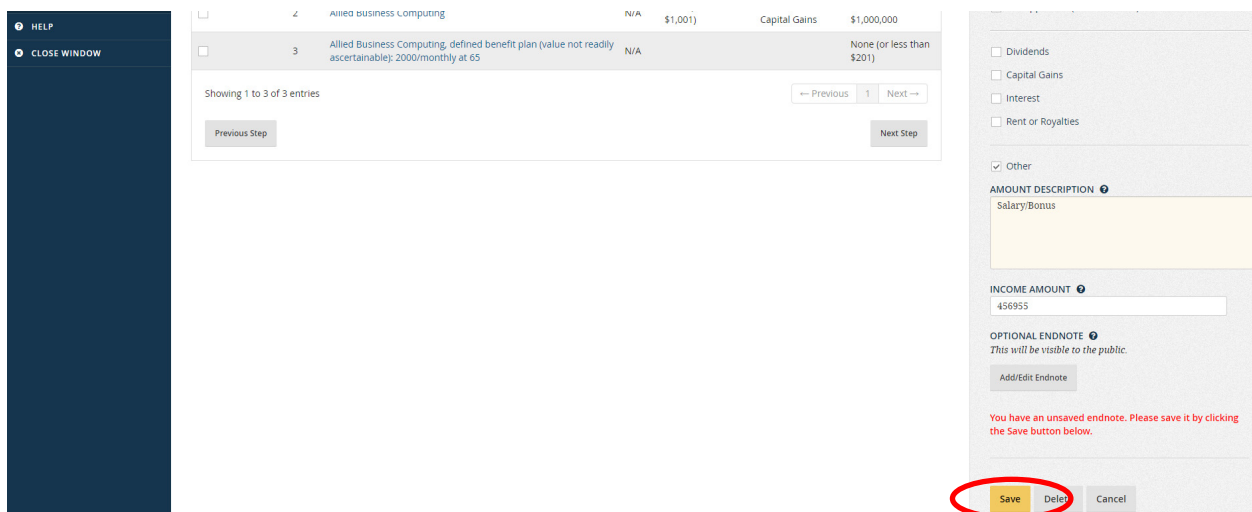 HELP
CLOSE WINDOW
2 Allied Business Computing N/A $1,001) Capital Gains $1,000,000
3 Allied Business Computing, defined benefit plan (value not readily ascertainable): 2000/monthly at 65 N/A None (or less than $201)
Showing 1 to 3 of 3 entries
← Previous 1 Next →
Previous Step
Next Step
Dividends
Capital Gains
Interest
Rent or Royalties
Other
AMOUNT DESCRIPTION
Salary/Bonus
INCOME AMOUNT
456955
OPTIONAL ENDNOTE
This will be visible to the public.
Add/Edit Endnote
You have an unsaved endnote. Please save it by clicking
the Save button below.
Save Delet Cancel